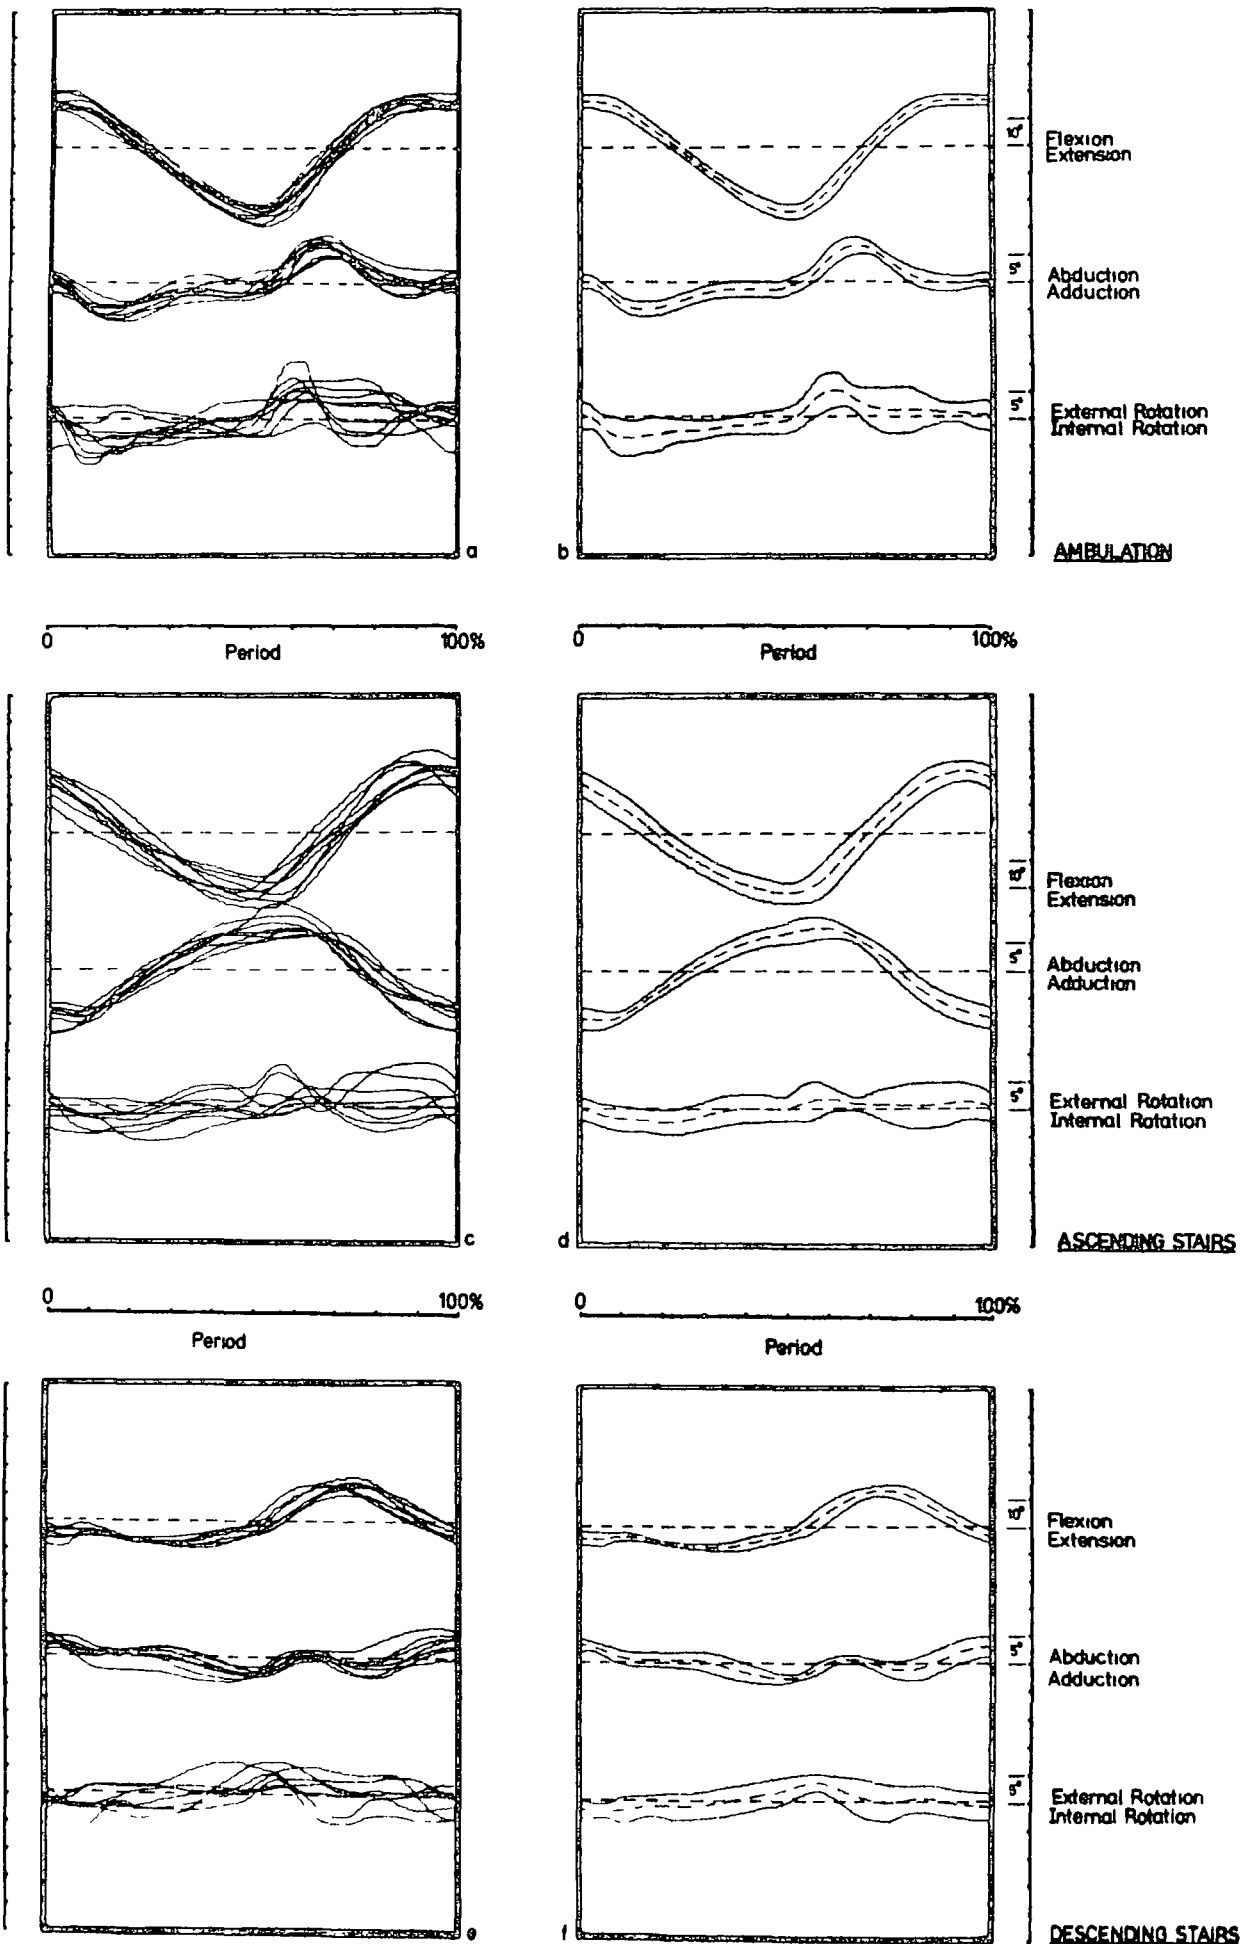 10°
Flexion
Extension
5°
Abduction
Adduction
5°
External Rotation
Internal Rotation
a
b
AMBULATION
0
100%
Period
0
100%
Period
10°
Flexion
Extension
5°
Abduction
Adduction
5°
External Rotation
Internal Rotation
c
d
ASCENDING STAIRS
0
100%
Period
0
100%
Period
10°
Flexion
Extension
5°
Abduction
Adduction
5°
External Rotation
Internal Rotation
e
f
DESCENDING STAIRS